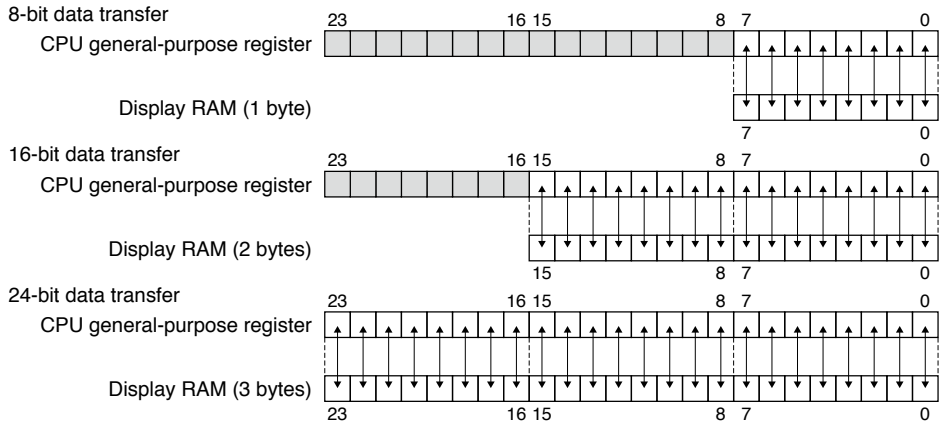 8-bit data transfer
23 16 15 8 7 0
CPU general-purpose register
Display RAM (1 byte)
7 0
16-bit data transfer
23 16 15 8 7 0
CPU general-purpose register
Display RAM (2 bytes)
15 8 7 0
24-bit data transfer
23 16 15 8 7 0
CPU general-purpose register
Display RAM (3 bytes)
23 16 15 8 7 0